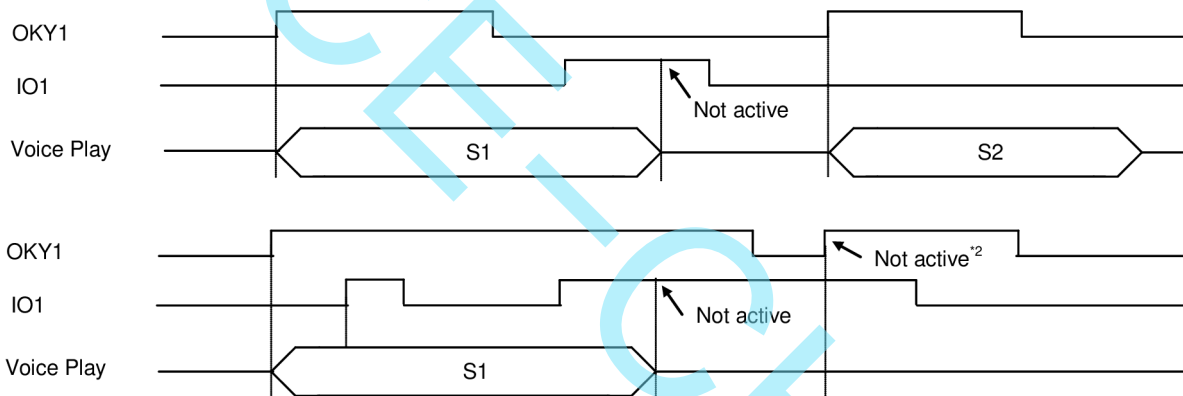 OKY1
IO1
Not active
Voice Play
S1
S2
OKY1
Not active*2
IO1
Not active
Voice Play
S1